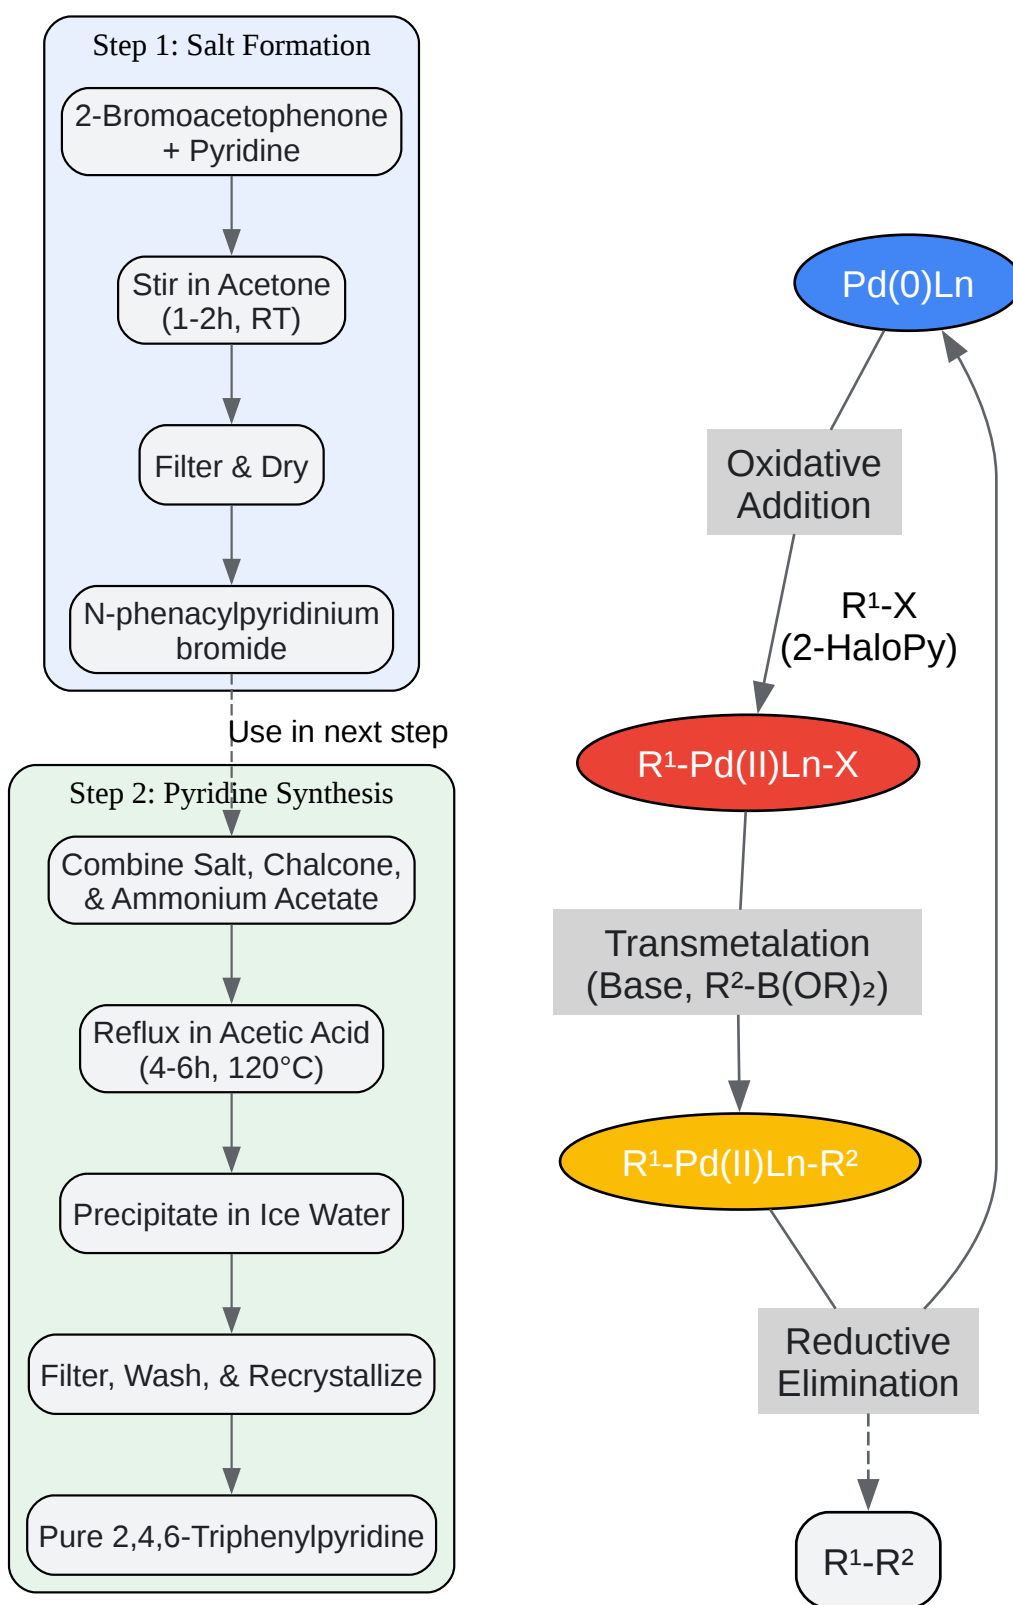 Step 1: Salt Formation
2-Bromoacetophenone
+ Pyridine
Stir in Acetone
(1-2h, RT)
Filter & Dry
N-phenacylpyridinium
bromide
Use in next step
Step 2: Pyridine Synthesis
Combine Salt, Chalcone,
& Ammonium Acetate
Reflux in Acetic Acid
(4-6h, 120°C)
Precipitate in Ice Water
Filter, Wash, & Recrystallize
Pure 2,4,6-Triphenylpyridine
Pd(0)Ln
Oxidative
Addition
R¹-X
(2-HaloPy)
R¹-Pd(II)Ln-X
Transmetalation
(Base, R²-B(OR)₂)
R¹-Pd(II)Ln-R²
Reductive
Elimination
R¹-R²